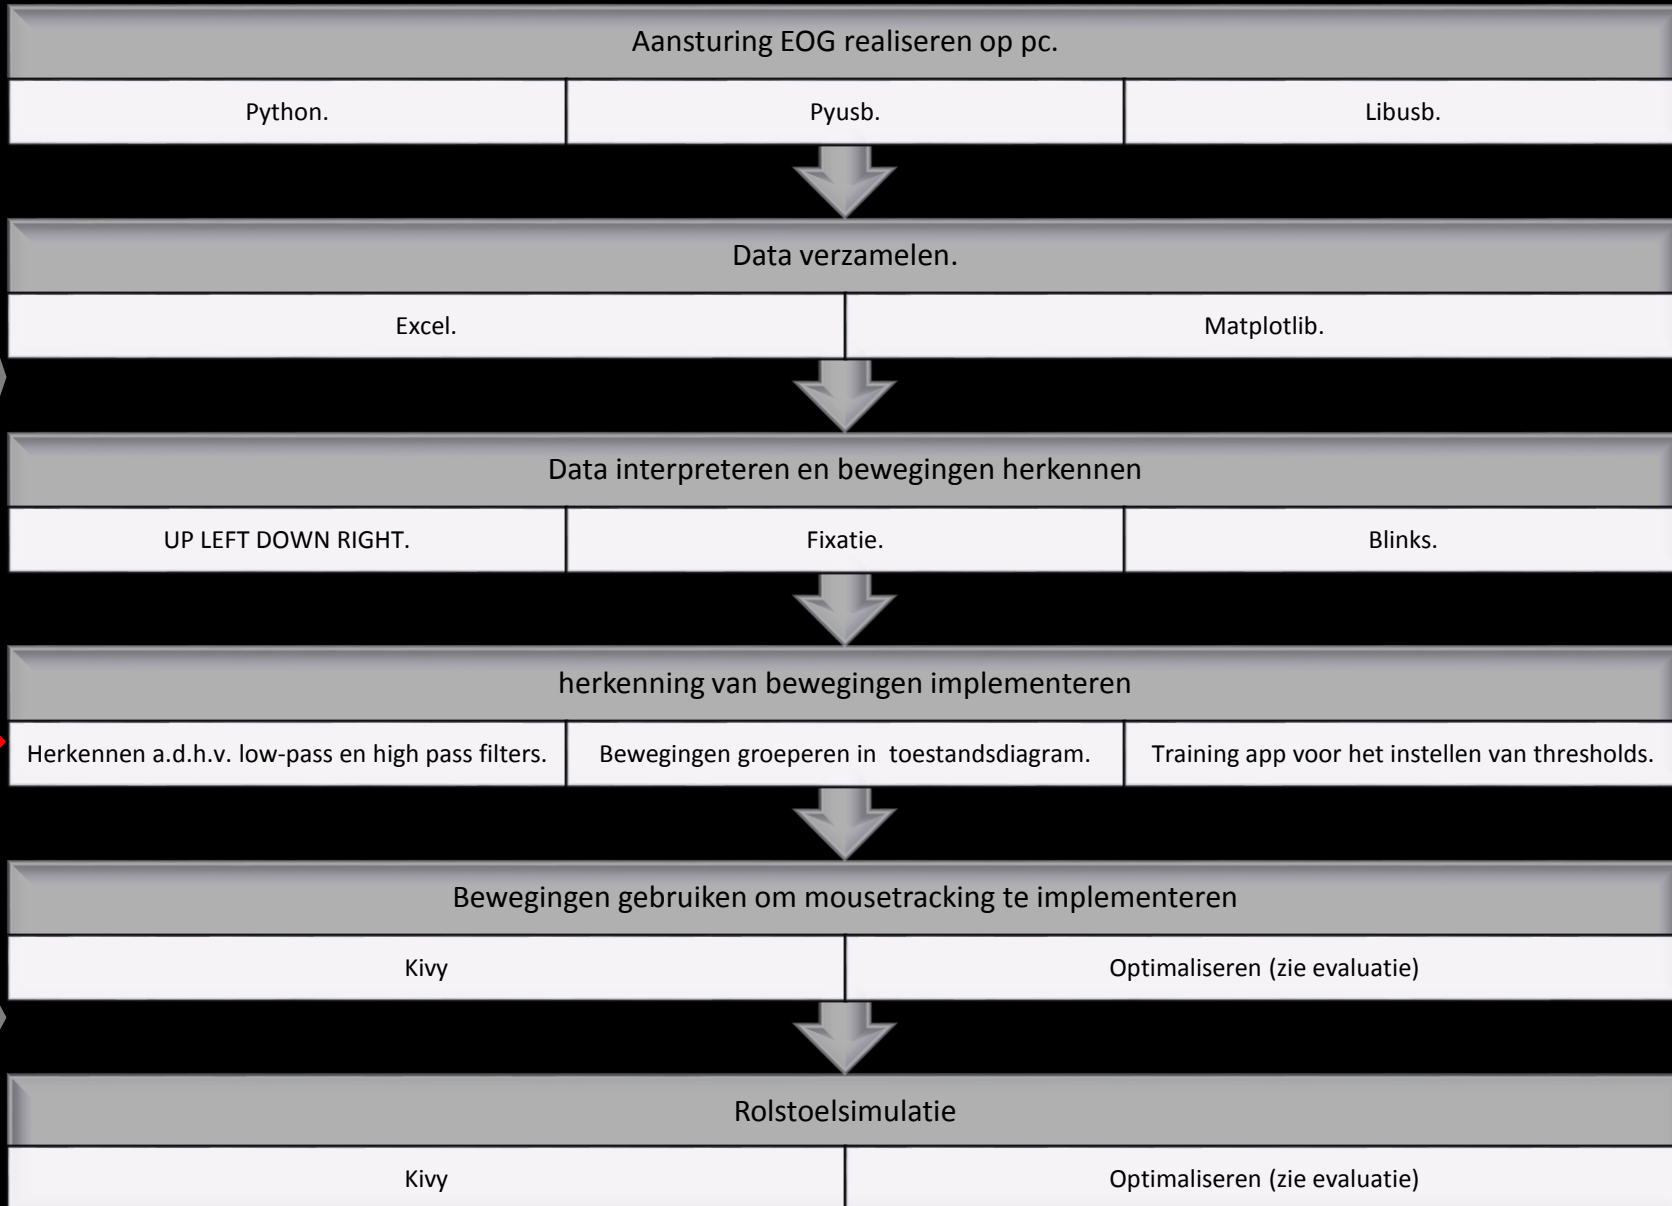 Aansturing EOG realiseren op pc.
Python.
Pyusb.
Libusb.
Data verzamelen.
Excel.
Matplotlib.
Data interpreteren en bewegingen herkennen
UP LEFT DOWN RIGHT.
Fixatie.
Blinks.
herkenning van bewegingen implementeren
Herkennen a.d.h.v. low-pass en high pass filters.
Bewegingen groeperen in toestandsdiagram.
Training app voor het instellen van thresholds.
Bewegingen gebruiken om mousetracking te implementeren
Kivy
Optimaliseren (zie evaluatie)
Rolstoelsimulatie
Kivy
Optimaliseren (zie evaluatie)